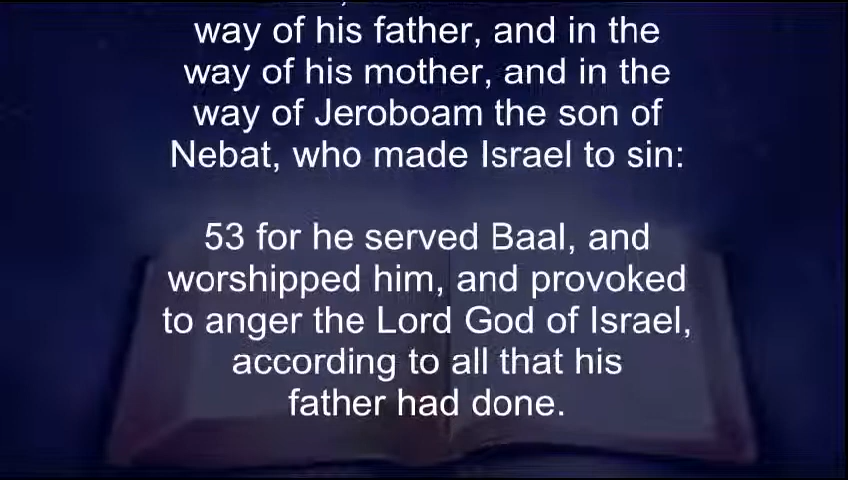 way of his father, and in the
way of his mother, and in the
way of Jeroboam the son of
Nebat, who made Israel to sin:
53 for he served Baal, and
worshipped him, and provoked
to anger the Lord God of Israel,
according to all that his
father had done.